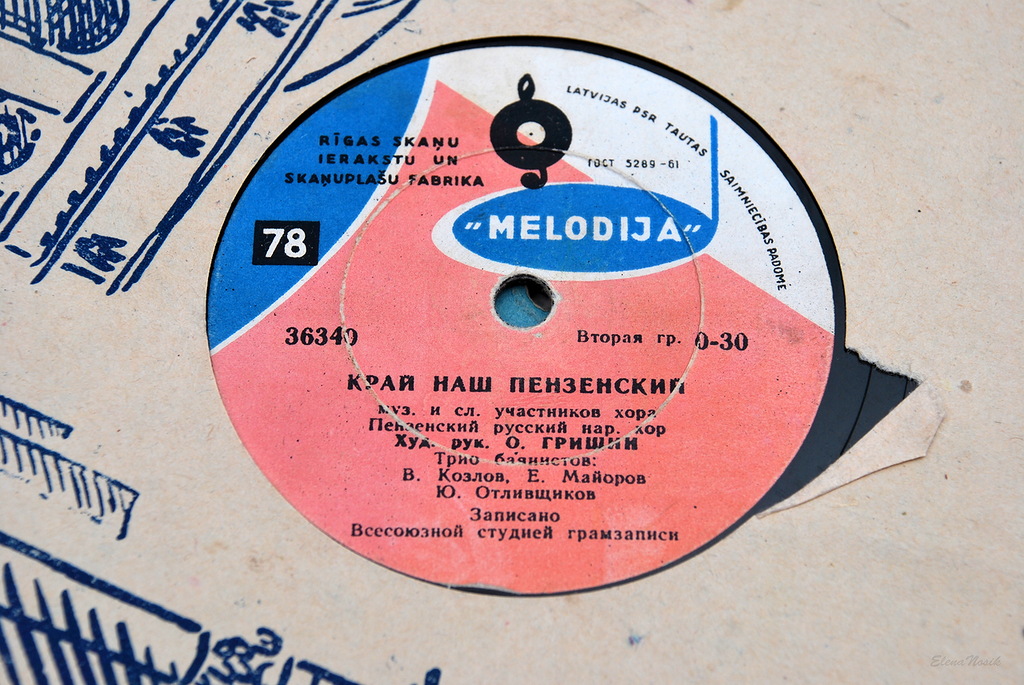 LATVIJAS PSR TAUTAS
SAIMNIECĪBAS PADOME
RĪGAS SKAŅU
IERAKSTU UN
SKAŅUPLAŠU FABRIKA
ГОСТ 5289-61
"MELODIJA"
78
36340
Вторая гр. 0-30
КРАЙ НАШ ПЕНЗЕНСКИЙ
муз. и сл. участников хора
Пензенский русский нар. хор
Худ. рук. О. ГРИШИН
Трио баянистов:
В. Козлов, Е. Майоров
Ю. Отливщиков
Записано
Всесоюзной студией грамзаписи
ElenaNosik